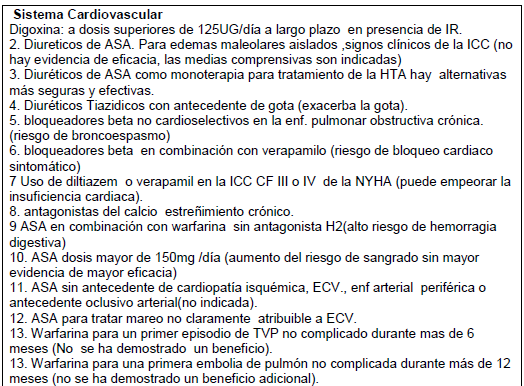 Sistema Cardiovascular
Digoxina: a dosis superiores de 125UG/día a largo plazo en presencia de IR.
2. Diureticos de ASA. Para edemas maleolares aislados ,signos clínicos de la ICC (no
hay evidencia de eficacia, las medias comprensivas son indicadas)
3. Diuréticos de ASA como monoterapia para tratamiento de la HTA hay alternativas
más seguras y efectivas.
4. Diuréticos Tiazidicos con antecedente de gota (exacerba la gota).
5. bloqueadores beta no cardioselectivos en la enf. pulmonar obstructiva crónica.
(riesgo de broncoespasmo)
6. bloqueadores beta en combinación con verapamilo (riesgo de bloqueo cardiaco
sintomático)
7 Uso de diltiazem o verapamil en la ICC CF III o IV de la NYHA (puede empeorar la
insuficiencia cardiaca).
8. antagonistas del calcio estreñimiento crónico.
9 ASA en combinación con warfarina sin antagonista H2(alto riesgo de hemorragia
digestiva)
10. ASA dosis mayor de 150mg /día (aumento del riesgo de sangrado sin mayor
evidencia de mayor eficacia)
11. ASA sin antecedente de cardiopatía isquémica, ECV., enf arterial periférica o
antecedente oclusivo arterial(no indicada).
12. ASA para tratar mareo no claramente atribuible a ECV.
13. Warfarina para un primer episodio de TVP no complicado durante mas de 6
meses (No se ha demostrado un beneficio).
13. Warfarina para una primera embolia de pulmón no complicada durante más de 12
meses (no se ha demostrado un beneficio adicional).